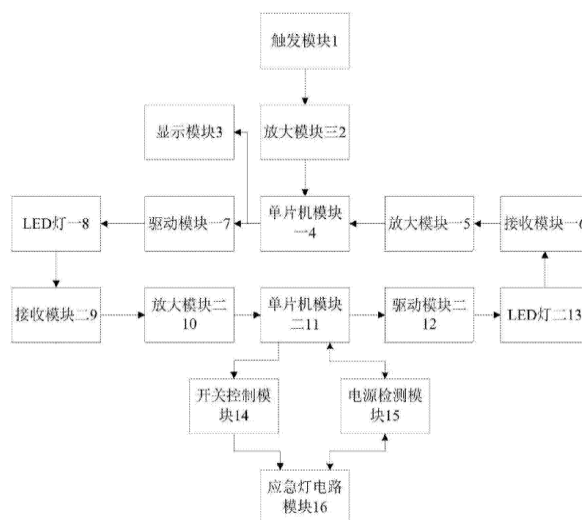 触发模块1
显示模块3
放大模块三2
LED灯一8
驱动模块一7
单片机模块
一4
放大模块一5
接收模块一6
接收模块二9
放大模块二
10
单片机模块
二11
驱动模块二
12
LED灯二13
开关控制模
块14
电源检测模
块15
应急灯电路
模块16